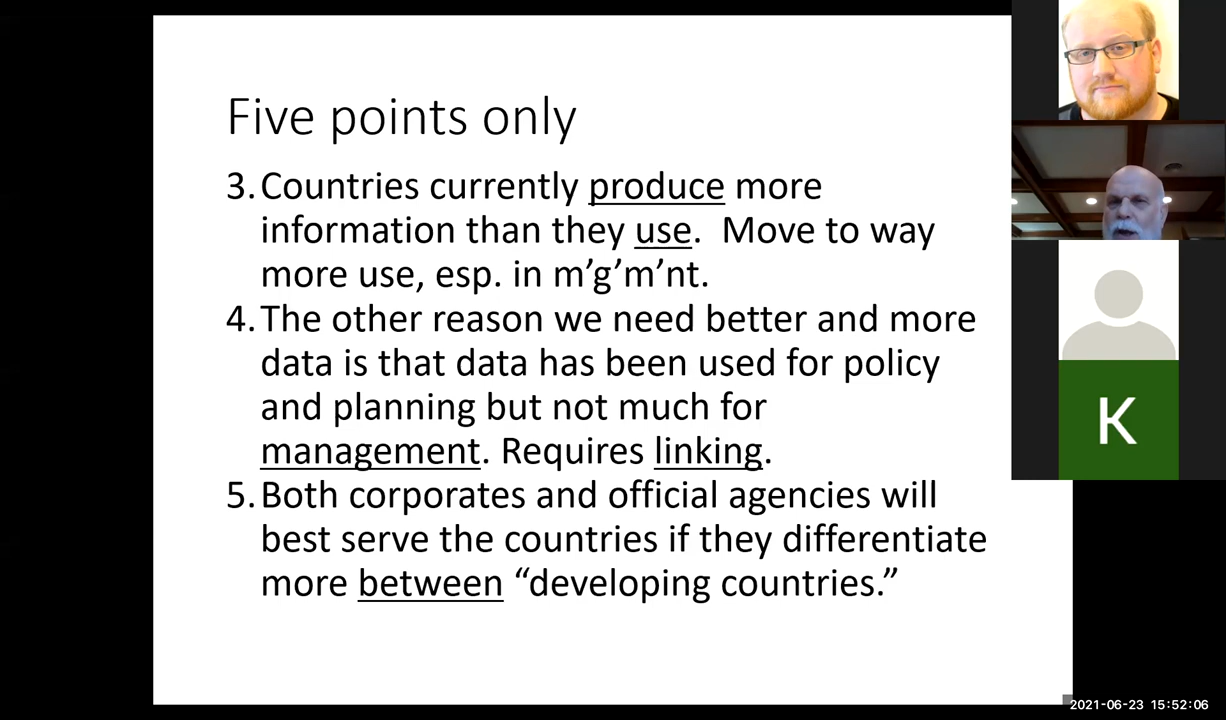 Five points only
3. Countries currently produce more
information than they use.  Move to way
more use, esp. in m’g’m’nt.
4. The other reason we need better and more
data is that data has been used for policy
and planning but not much for
management. Requires linking.
5. Both corporates and official agencies will
best serve the countries if they differentiate
more between “developing countries.”
K
2021-06-23 15:52:06